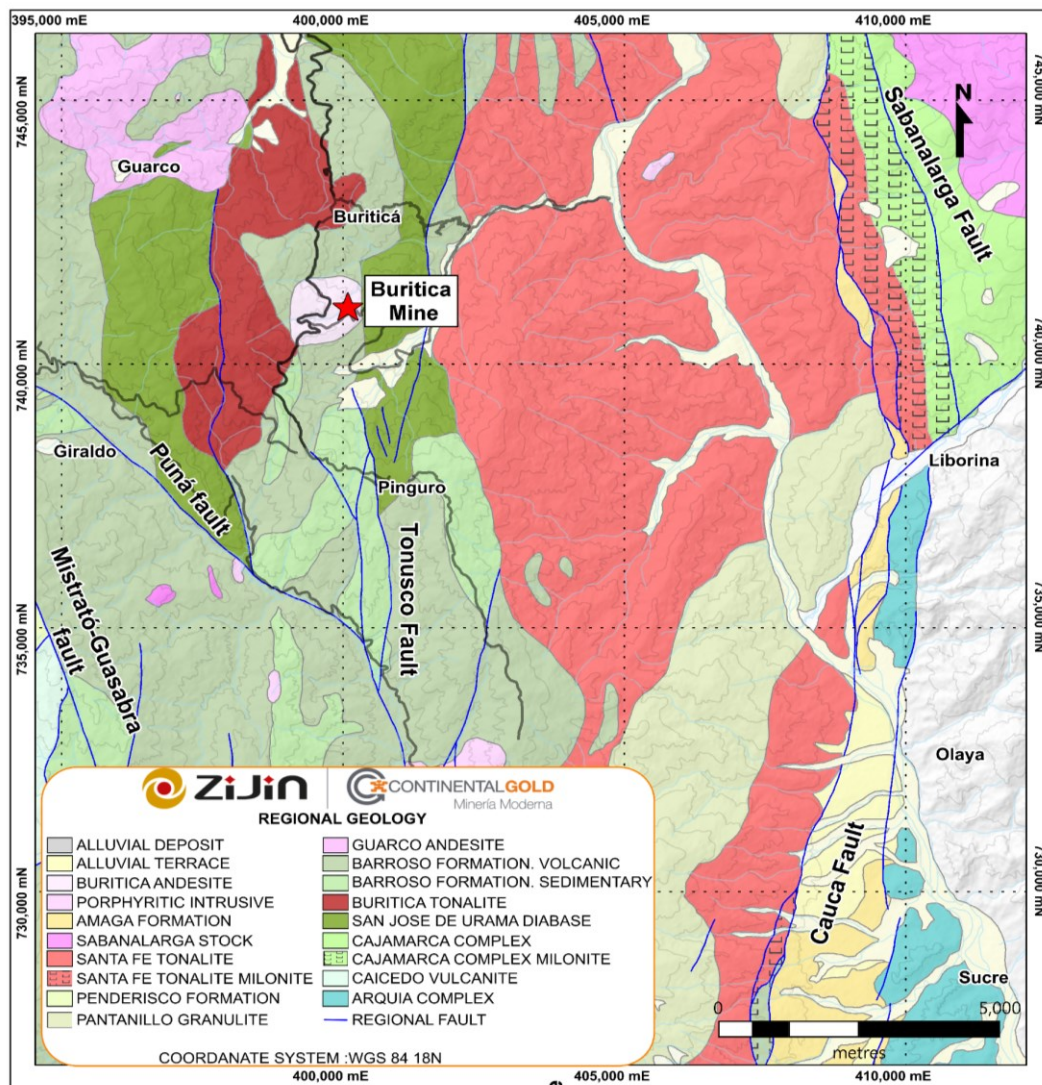 395,000 mE
400,000 mE
405,000 mE
410,000 mE
745,000 mN
745,000 mN
N
Sabanalarga Fault
Guarco
Buriticá
Buritica
Mine
740,000 mN
740,000 mN
Giraldo
Puná fault
Pinguro
Liborina
Tonusco Fault
Mistrató-Guasabra
fault
735,000 mN
735,000 mN
Olaya
ZiJin
CONTINENTALGOLD
Minería Moderna
REGIONAL GEOLOGY
ALLUVIAL DEPOSIT
ALLUVIAL TERRACE
BURITICA ANDESITE
PORPHYRITIC INTRUSIVE
AMAGA FORMATION
SABANALARGA STOCK
SANTA FE TONALITE
SANTA FE TONALITE MILONITE
PENDERISCO FORMATION
PANTANILLO GRANULITE
GUARCO ANDESITE
BARROSO FORMATION. VOLCANIC
BARROSO FORMATION. SEDIMENTARY
BURITICA TONALITE
SAN JOSE DE URAMA DIABASE
CAJAMARCA COMPLEX
CAJAMARCA COMPLEX MILONITE
CAICEDO VULCANITE
ARQUIA COMPLEX
REGIONAL FAULT
COORDANATE SYSTEM :WGS 84 18N
730,000 mN
730,000 mN
Cauca Fault
Sucre
0
5,000
metres
400,000 mE
405,000 mE
410,000 mE